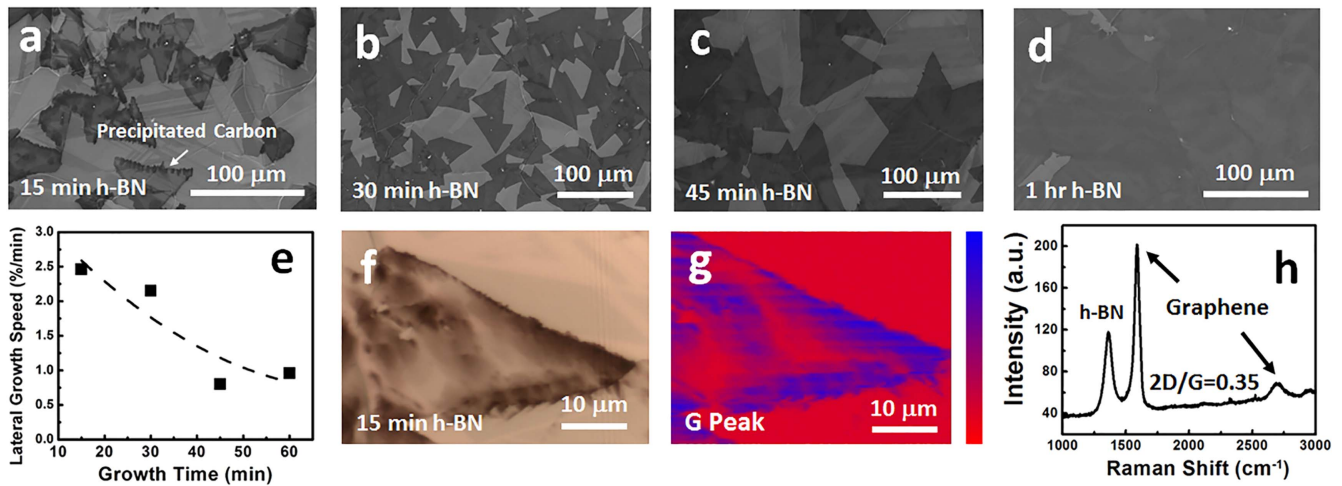 a
Precipitated Carbon
15 min h-BN
100 μm
b
30 min h-BN
100 μm
c
45 min h-BN
100 μm
d
1 hr h-BN
100 μm
e
Lateral Growth Speed (%/min)
3.0
2.5
2.0
1.5
1.0
0.5
0.0
10 20 30 40 50 60
Growth Time (min)
f
15 min h-BN
10 μm
g
G Peak
10 μm
h
Intensity (a.u.)
200
160
120
80
40
h-BN
Graphene
2D/G=0.35
1000 1500 2000 2500 3000
Raman Shift (cm⁻¹)